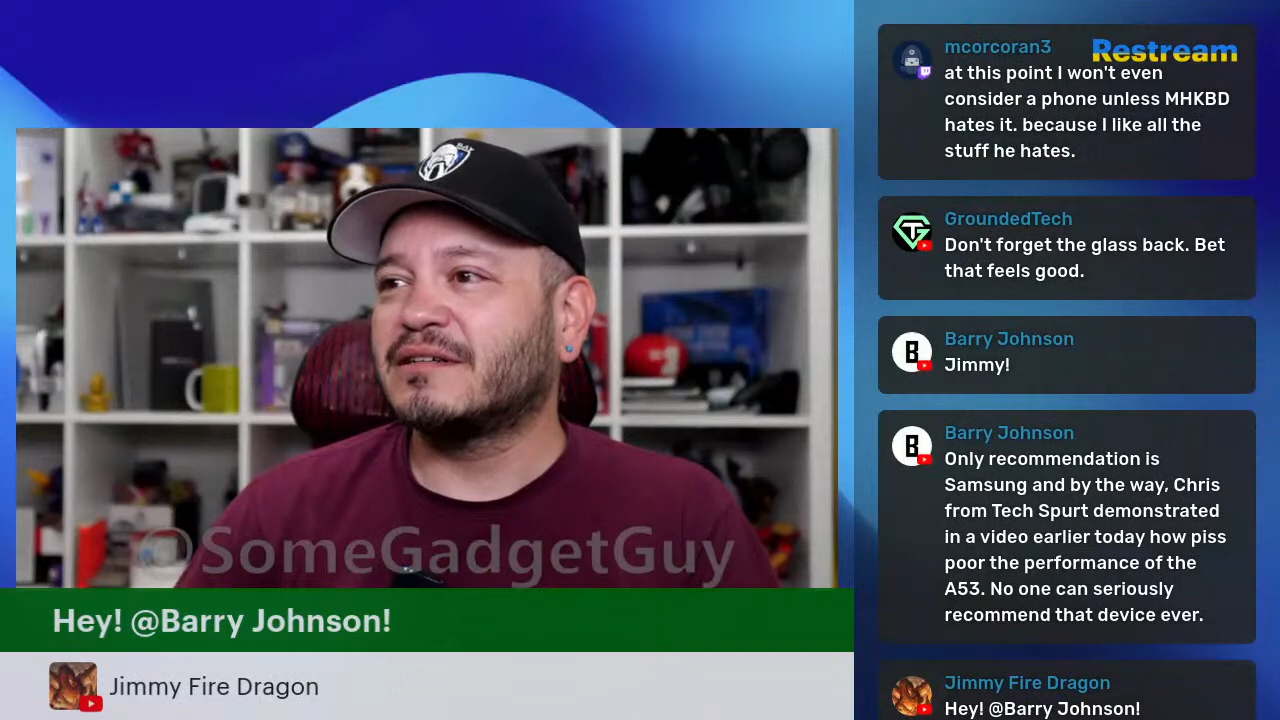 Restream
mcorcoran3
at this point I won't even
consider a phone unless MHKBD
hates it. because I like all the
stuff he hates.
GroundedTech
Don't forget the glass back. Bet
that feels good.
Barry Johnson
Jimmy!
Barry Johnson
Only recommendation is
Samsung and by the way, Chris
from Tech Spurt demonstrated
in a video earlier today how piss
poor the performance of the
A53. No one can seriously
recommend that device ever.
Jimmy Fire Dragon
Hey! @Barry Johnson!
@SomeGadgetGuy
Hey! @Barry Johnson!
Jimmy Fire Dragon